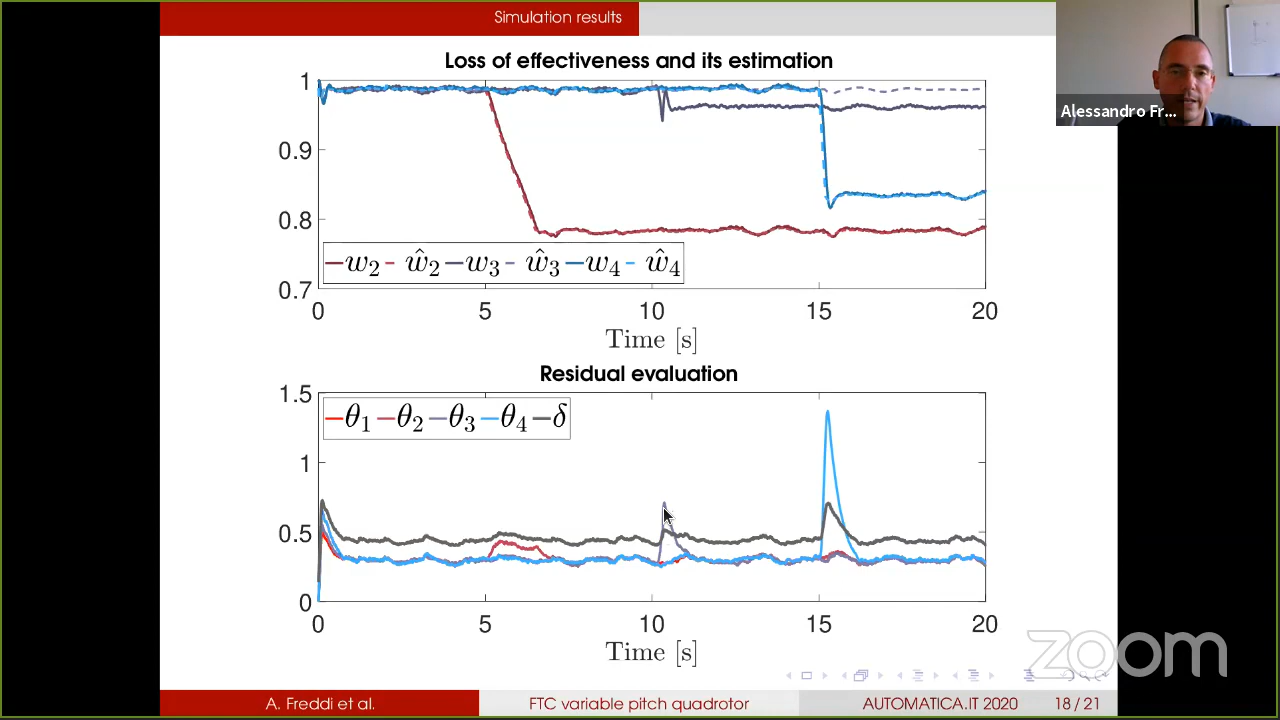 Simulation results
Alessandro Fr...
Loss of effectiveness and its estimation
1
0.9
0.8
0.7
w₂ ŵ₂ w₃ ŵ₃ w₄ ŵ₄
0 5 10 15 20
Time [s]
Residual evaluation
1.5
1
0.5
0
θ₁ θ₂ θ₃ θ₄ δ
0 5 10 15 20
Time [s]
zoom
A. Freddi et al. FTC variable pitch quadrotor AUTOMATICA.IT 2020 18 / 21